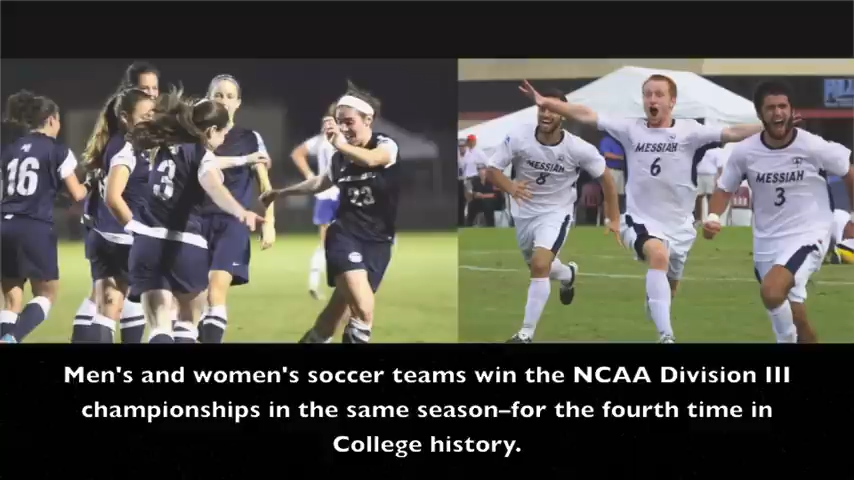 16
3
23
MESSIAH
8
MESSIAH
6
MESSIAH
3
Men's and women's soccer teams win the NCAA Division III
championships in the same season–for the fourth time in
College history.